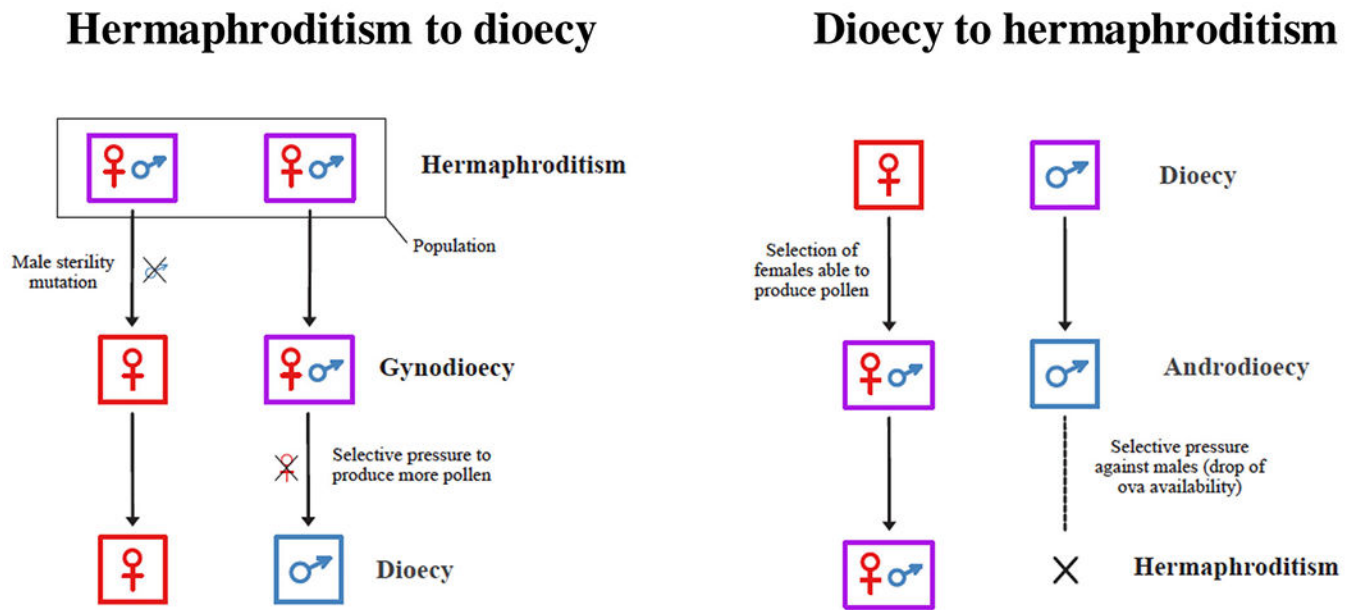 Hermaphroditism to dioecy
Hermaphroditism
Population
Male sterility
mutation
Gynodioecy
Selective pressure to
produce more pollen
Dioecy
Dioecy to hermaphroditism
Dioecy
Selection of
females able to
produce pollen
Androdioecy
Selective pressure
against males (drop of
ova availability)
Hermaphroditism